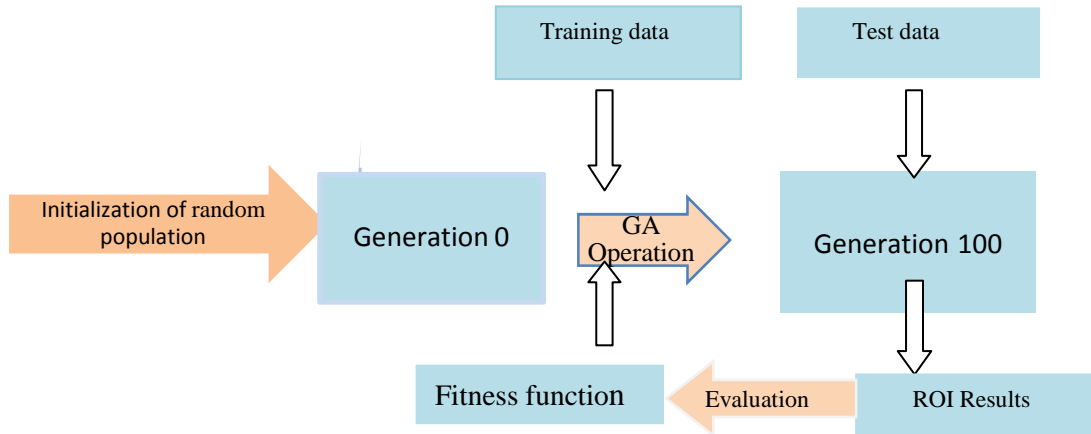 Training data
Test data
Initialization of random
population
Generation 0
GA
Operation
Generation 100
Fitness function
Evaluation
ROI Results